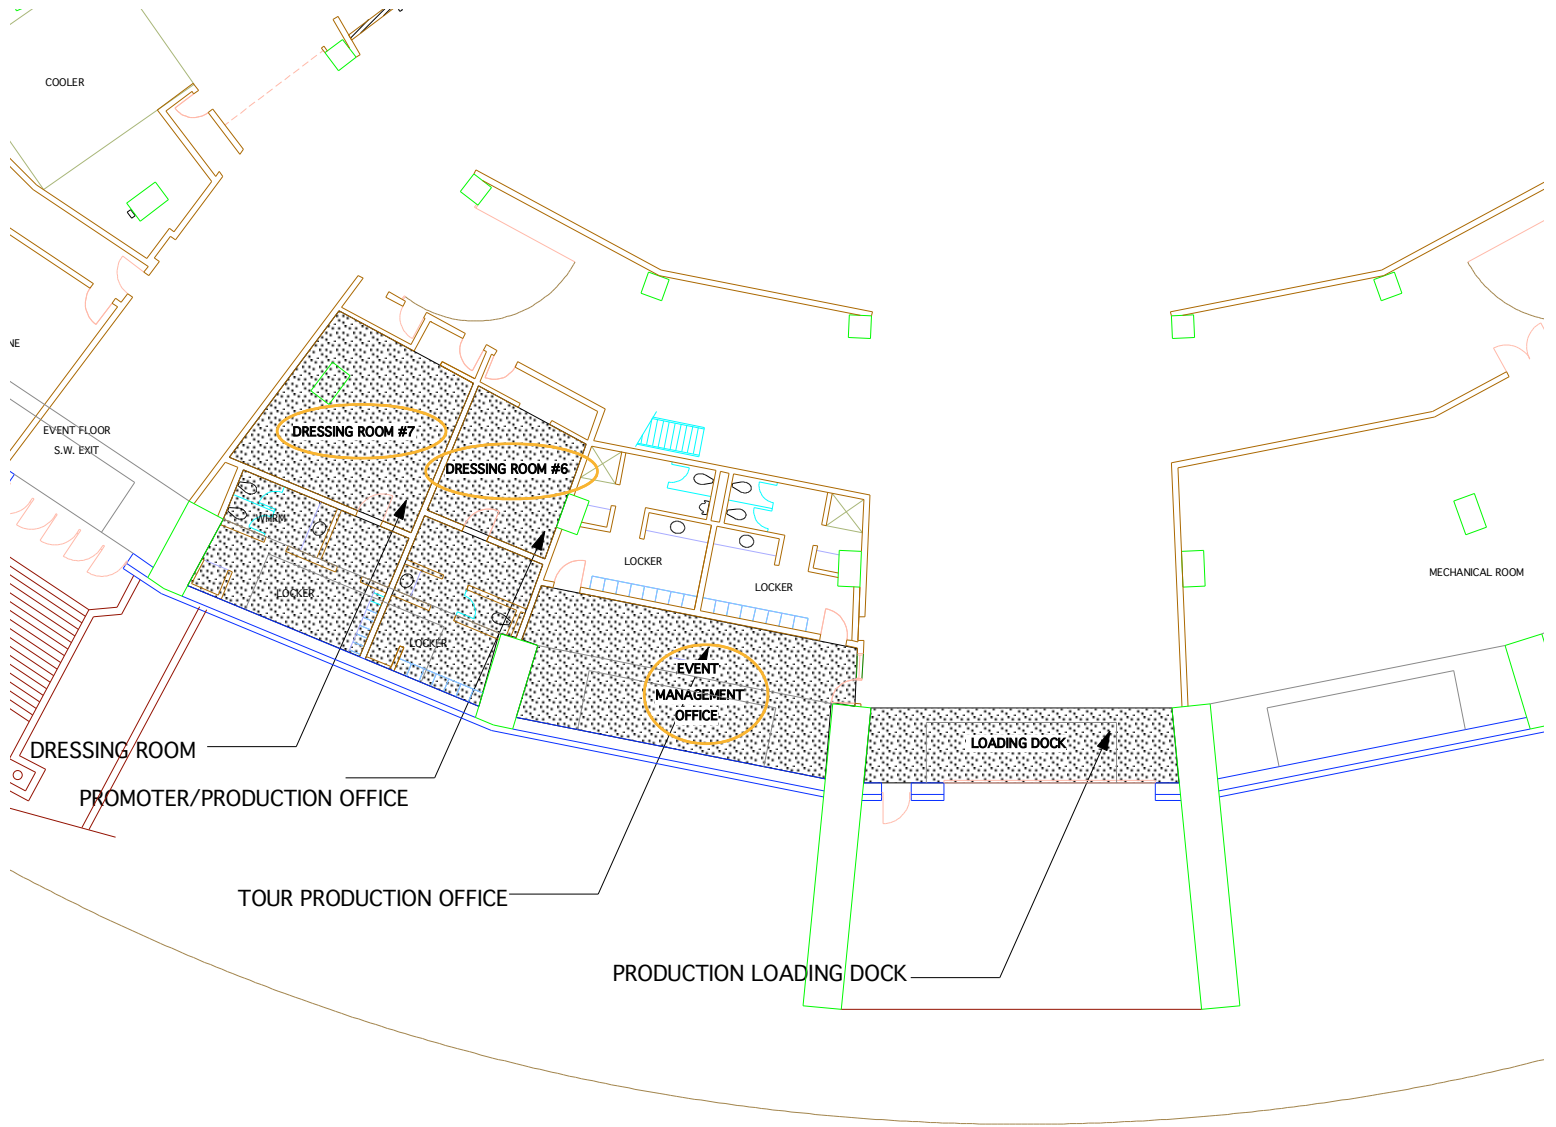 COOLER
NE
EVENT FLOOR
S.W. EXIT
DRESSING ROOM #7
DRESSING ROOM #6
WHRM
LOCKER
LOCKER
LOCKER
LOCKER
MECHANICAL ROOM
EVENT
MANAGEMENT
OFFICE
LOADING DOCK
DRESSING ROOM
PROMOTER/PRODUCTION OFFICE
TOUR PRODUCTION OFFICE
PRODUCTION LOADING DOCK